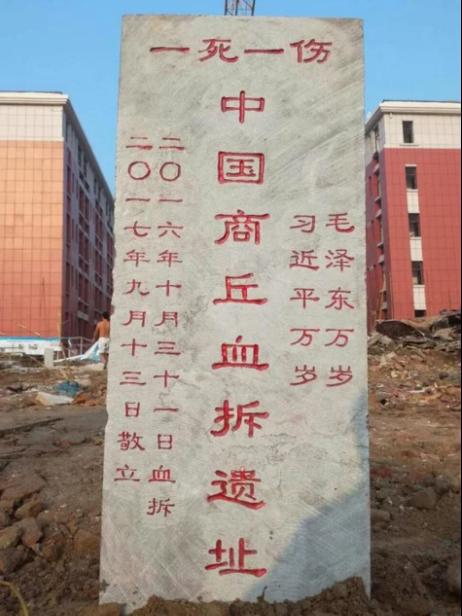 一死一伤
毛泽东万岁
习近平万岁
中国商丘血拆遗址
二〇一六年十月三十一日血拆
二〇一七年九月十三日敬立